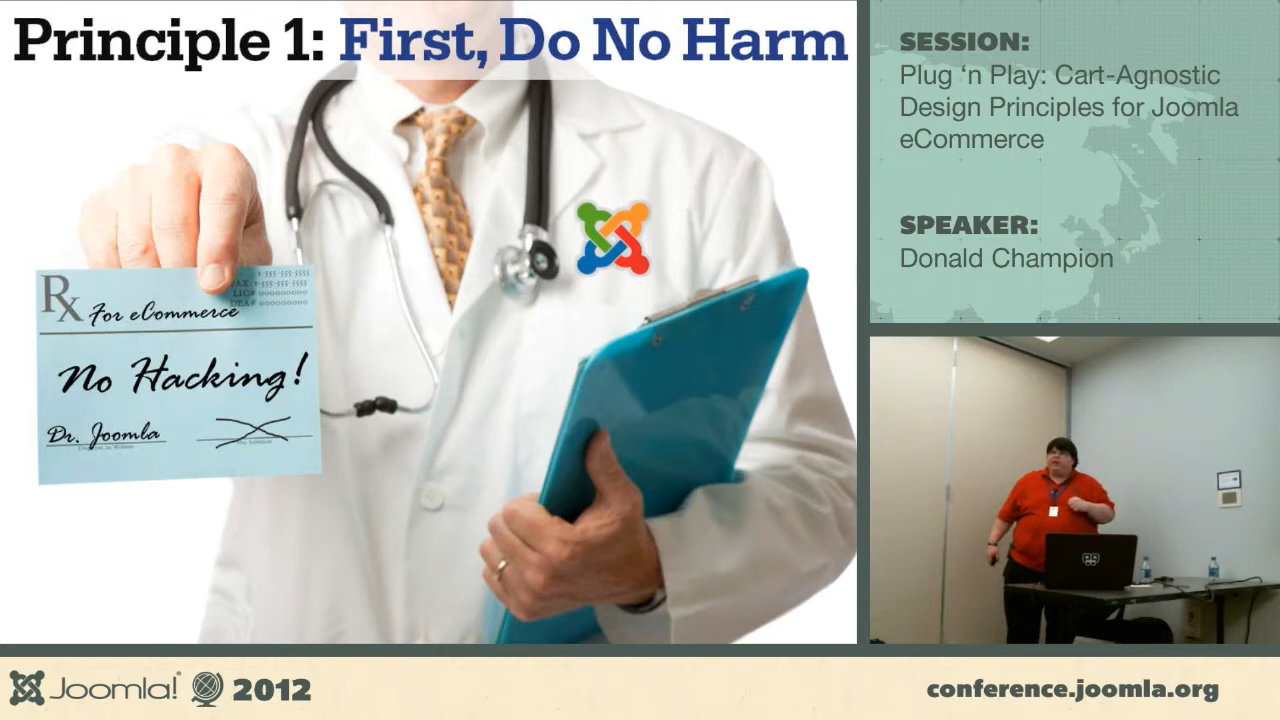 Principle 1: First, Do No Harm
Rx For eCommerce
No Hacking!
Dr. Joomla
SESSION:
Plug ‘n Play: Cart-Agnostic
Design Principles for Joomla
eCommerce
SPEAKER:
Donald Champion
Joomla! 2012
conference.joomla.org